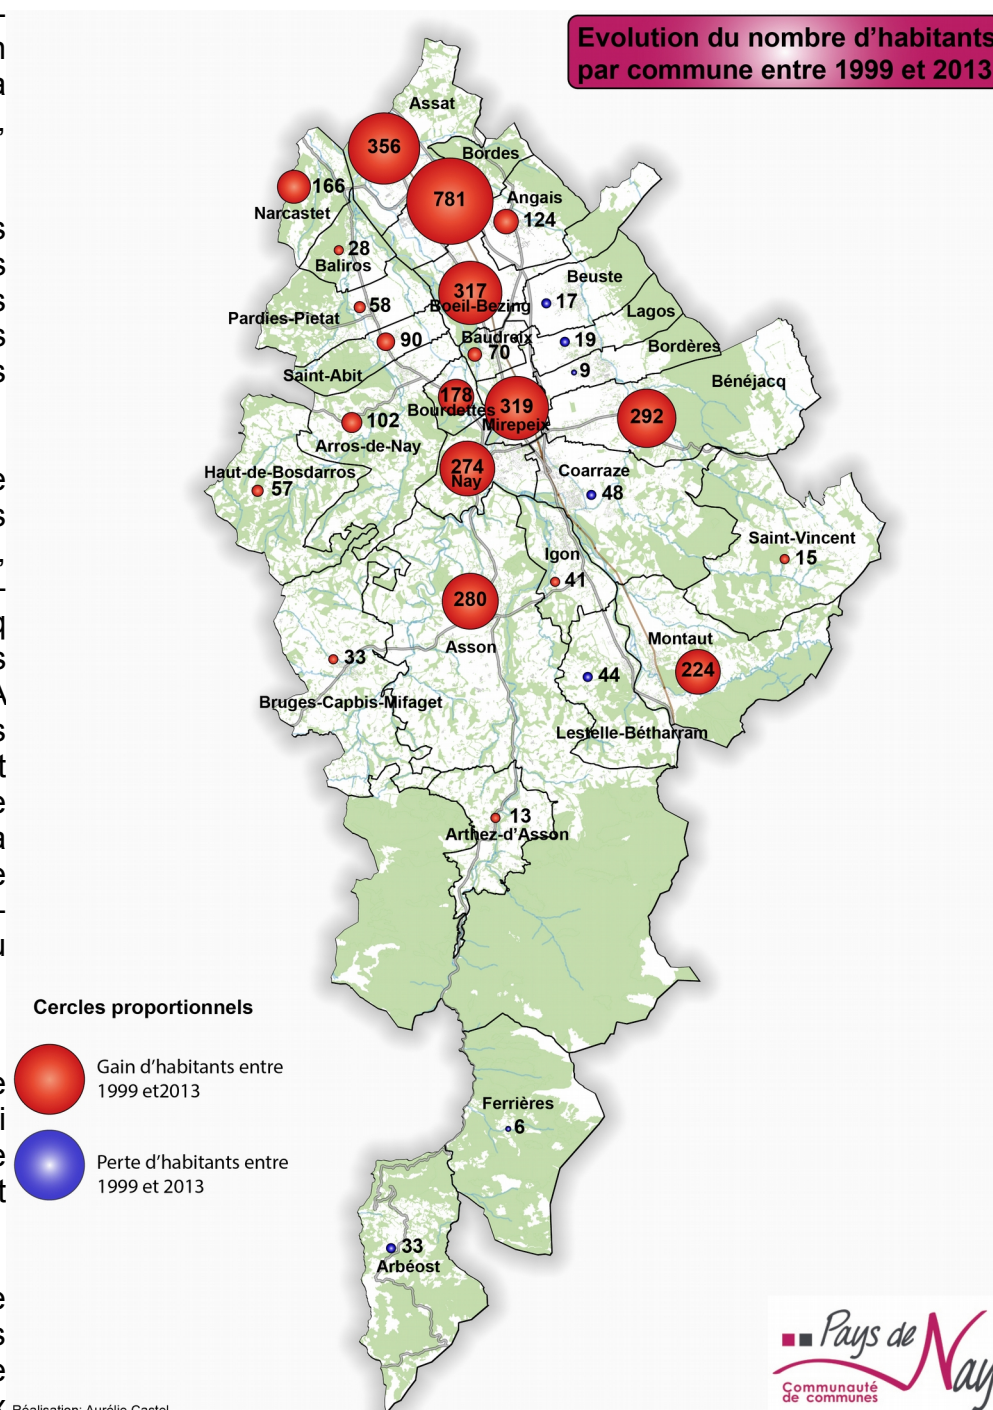 Evolution du nombre d'habitants
par commune entre 1999 et 2013
Assat
356
Bordes
781
166
Narcastet
Angais
124
28
Baliros
Beuste
317
Boeil-Bezing
17
58
Pardies-Pietat
Lagos
90
Baudreix
70
19
Bordères
9
Saint-Abit
Bénéjacq
178
Bourdettes
319
Mirepeix
292
102
Arros-de-Nay
274
Nay
Haut-de-Bosdarros
57
Coarraze
48
Saint-Vincent
15
Igon
41
280
Asson
Montaut
224
33
44
Bruges-Capbis-Mifaget
Lestelle-Bétharram
13
Arthez-d'Asson
Cercles proportionnels
Gain d'habitants entre
1999 et2013
Perte d'habitants entre
1999 et 2013
Ferrières
6
33
Arbéost
Pays de Nay
Communauté
de communes
Réalisation: Aurélie Castel